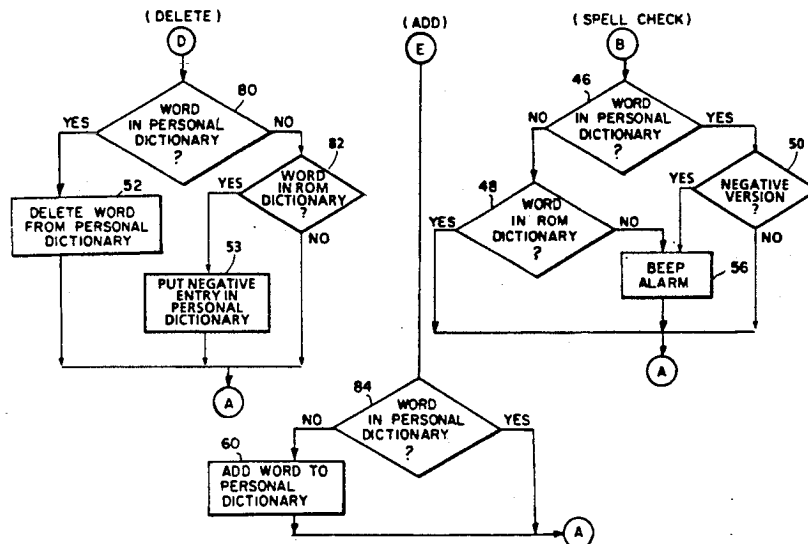 (DELETE)
D
80
WORD
IN PERSONAL
DICTIONARY
?
YES
NO
52
DELETE WORD
FROM PERSONAL
DICTIONARY
82
WORD
IN ROM
DICTIONARY
?
YES
NO
53
PUT NEGATIVE
ENTRY IN
PERSONAL
DICTIONARY
A
(ADD)
E
84
WORD
IN PERSONAL
DICTIONARY
?
NO
YES
60
ADD WORD TO
PERSONAL
DICTIONARY
A
(SPELL CHECK)
B
46
WORD
IN PERSONAL
DICTIONARY
?
NO
YES
48
WORD
IN ROM
DICTIONARY
?
YES
NO
50
NEGATIVE
VERSION
?
YES
NO
BEEP
ALARM
56
A